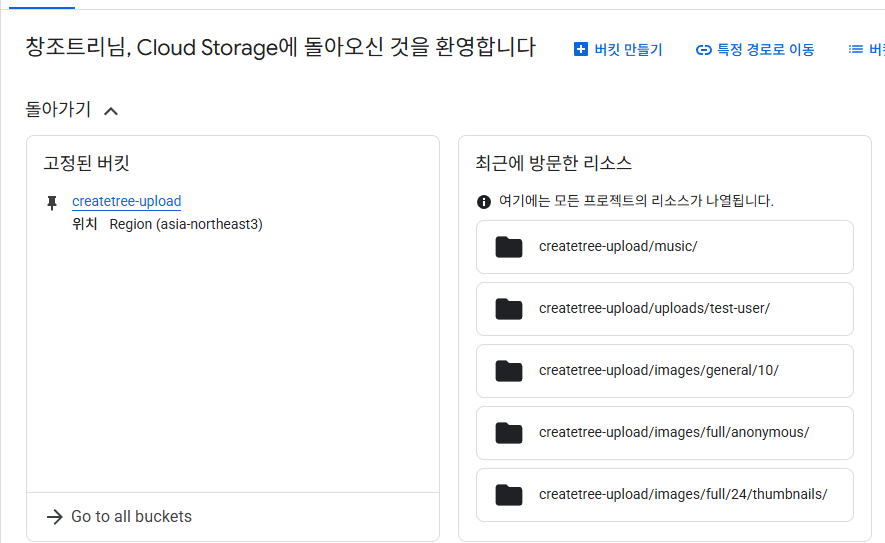 창조트리님, Cloud Storage에 돌아오신 것을 환영합니다
버킷 만들기
특정 경로로 이동
돌아가기
고정된 버킷
createtree-upload
위치 Region (asia-northeast3)
Go to all buckets
최근에 방문한 리소스
여기에는 모든 프로젝트의 리소스가 나열됩니다.
createtree-upload/music/
createtree-upload/uploads/test-user/
createtree-upload/images/general/10/
createtree-upload/images/full/anonymous/
createtree-upload/images/full/24/thumbnails/